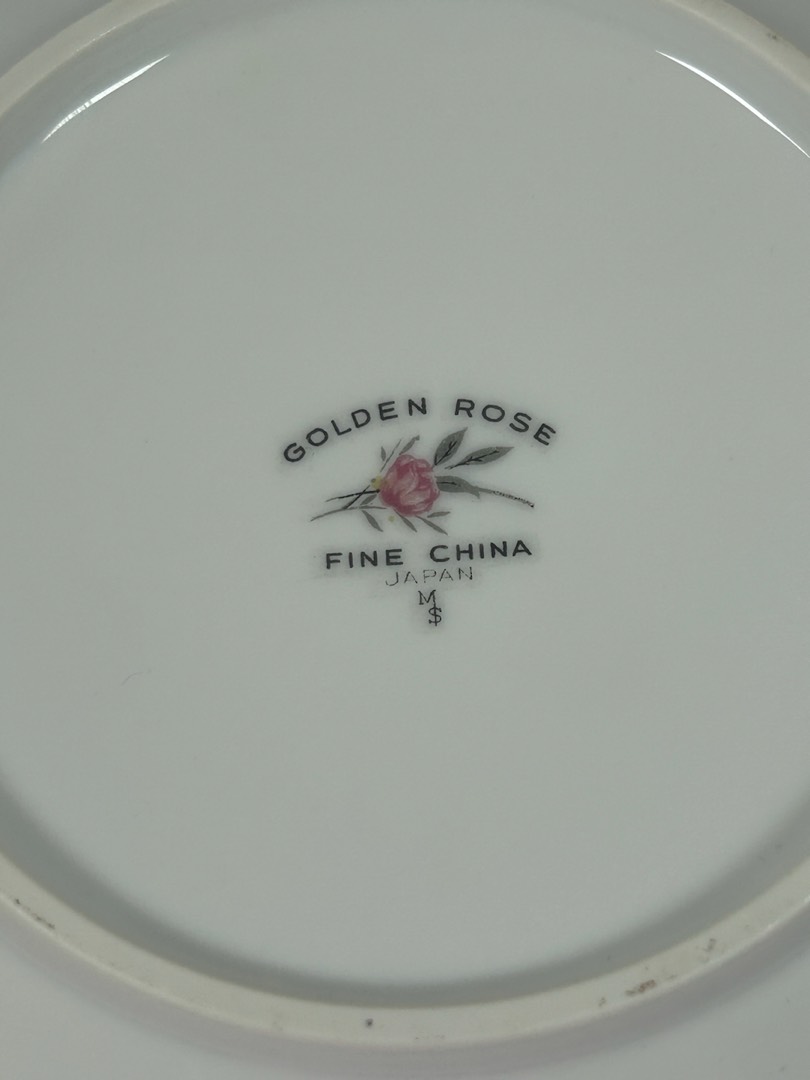 GOLDEN ROSE
FINE CHINA
JAPAN
M
S